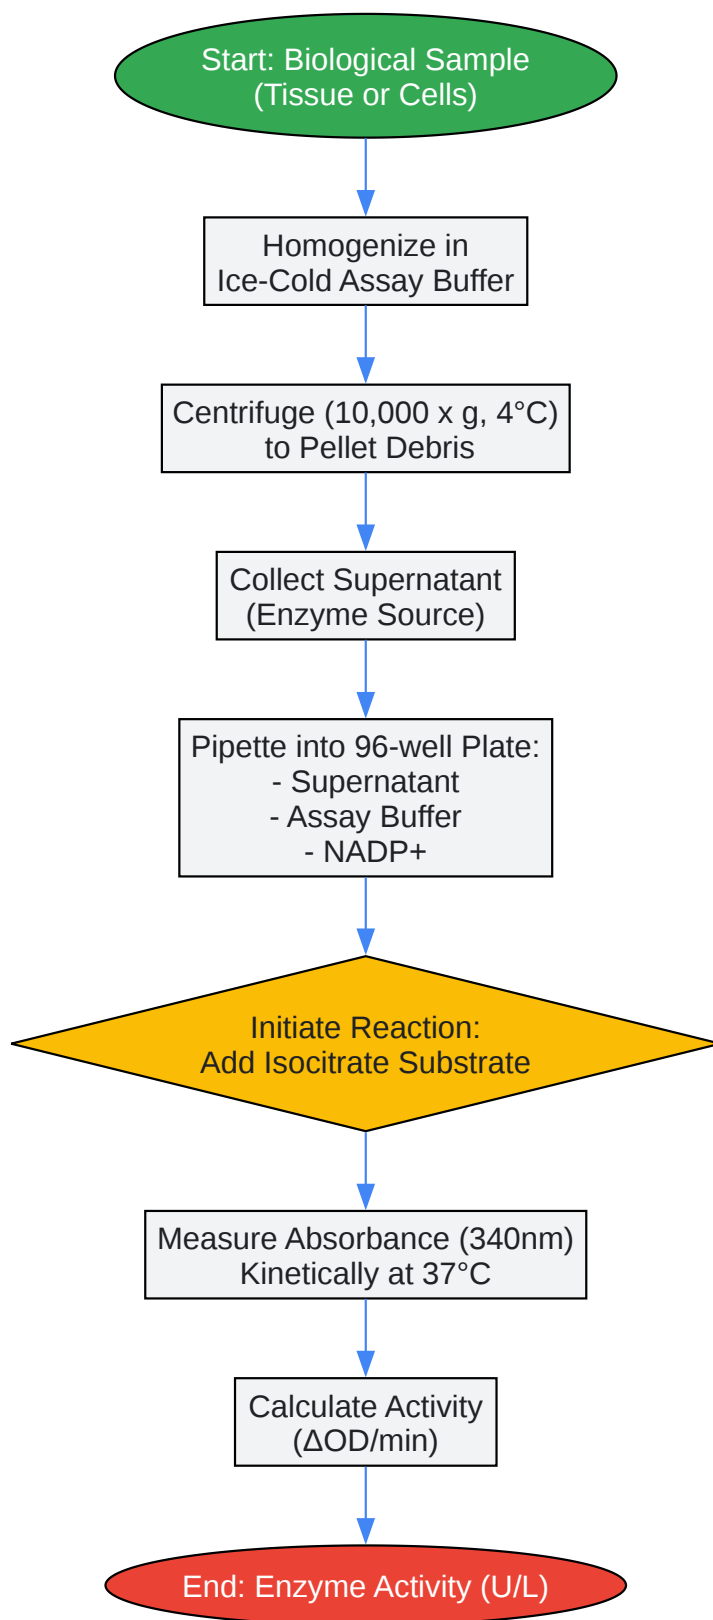 Start: Biological Sample
(Tissue or Cells)
Homogenize in
Ice-Cold Assay Buffer
Centrifuge (10,000 x g, 4°C)
to Pellet Debris
Collect Supernatant
(Enzyme Source)
Pipette into 96-well Plate:
- Supernatant
- Assay Buffer
- NADP+
Initiate Reaction:
Add Isocitrate Substrate
Measure Absorbance (340nm)
Kinetically at 37°C
Calculate Activity
(ΔOD/min)
End: Enzyme Activity (U/L)